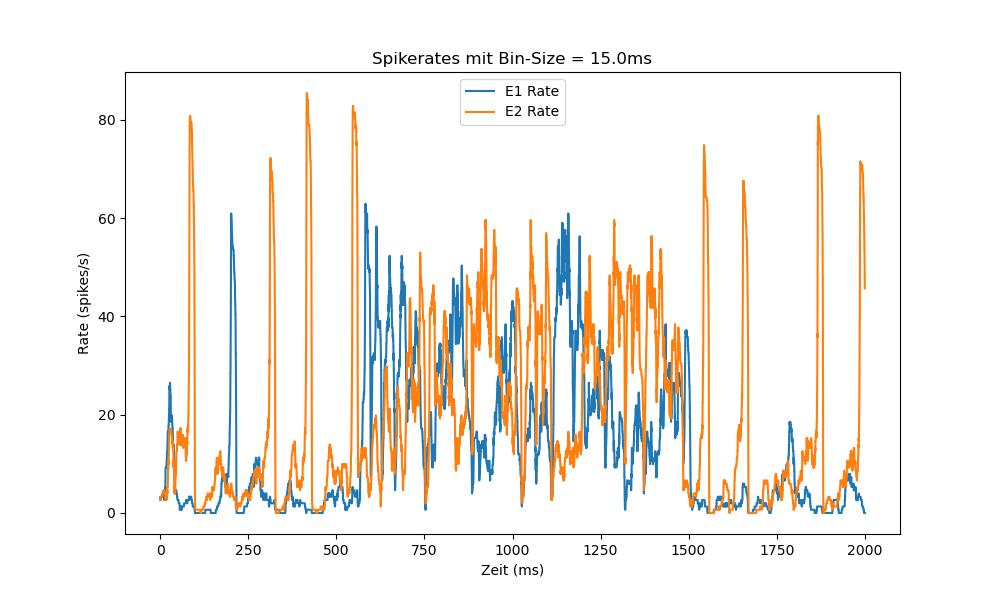 Spikerates mit Bin-Size = 15.0ms
E1 Rate
E2 Rate
Rate (spikes/s)
80
60
40
20
0
0 250 500 750 1000 1250 1500 1750 2000
Zeit (ms)